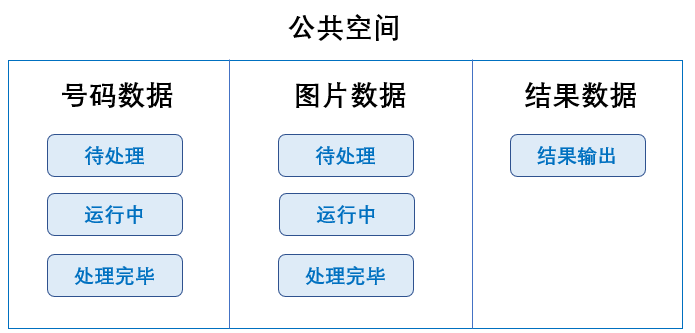 公共空间
号码数据
待处理
运行中
处理完毕
图片数据
待处理
运行中
处理完毕
结果数据
结果输出